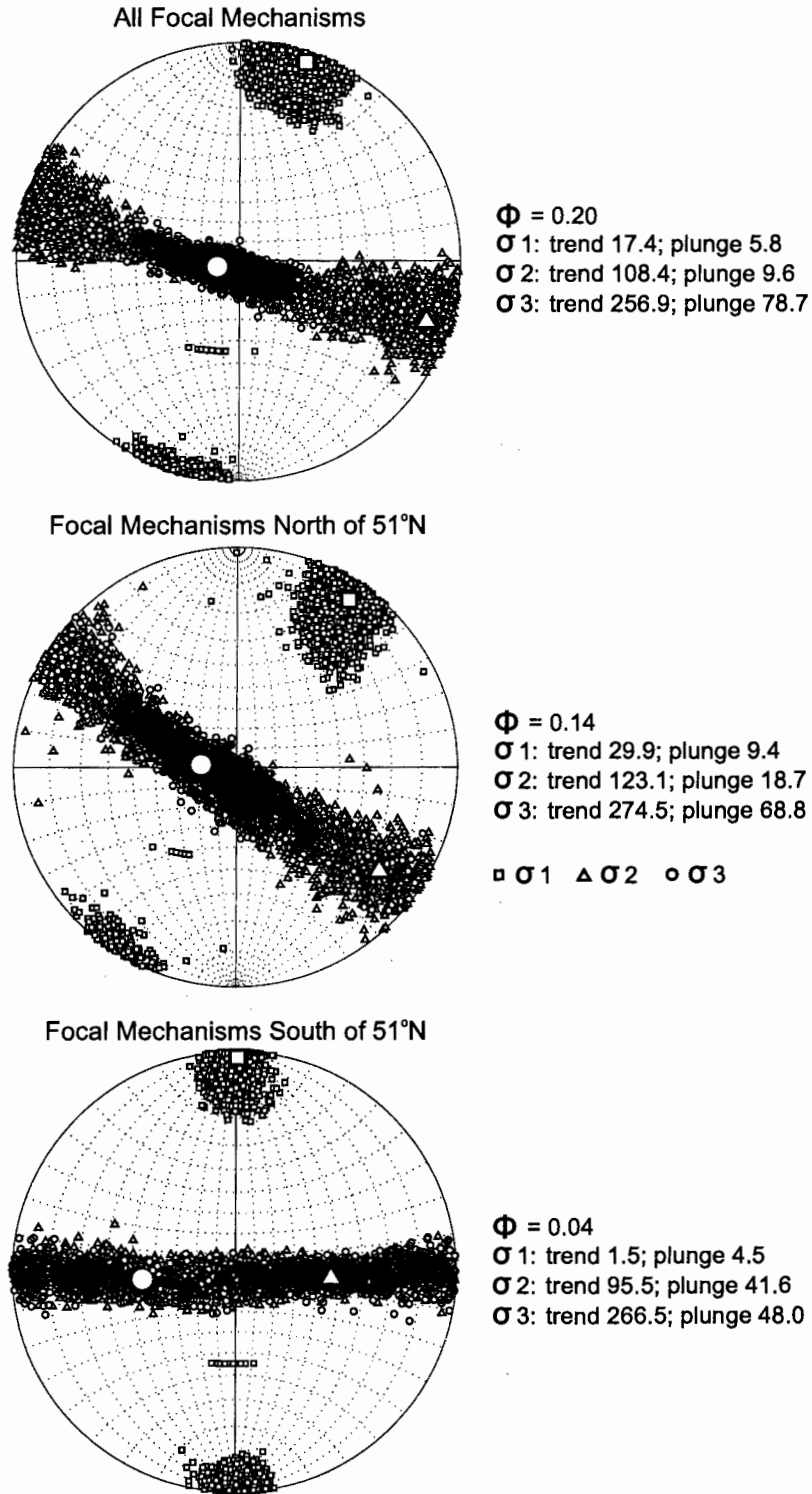 All Focal Mechanisms
Φ = 0.20
σ 1: trend 17.4; plunge 5.8
σ 2: trend 108.4; plunge 9.6
σ 3: trend 256.9; plunge 78.7
Focal Mechanisms North of 51°N
Φ = 0.14
σ 1: trend 29.9; plunge 9.4
σ 2: trend 123.1; plunge 18.7
σ 3: trend 274.5; plunge 68.8
σ 1 σ 2 σ 3
Focal Mechanisms South of 51°N
Φ = 0.04
σ 1: trend 1.5; plunge 4.5
σ 2: trend 95.5; plunge 41.6
σ 3: trend 266.5; plunge 48.0